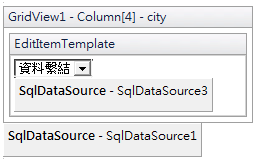 GridView1 - Column[4] - city
EditItemTemplate
資料繫結
SqlDataSource - SqlDataSource3
SqlDataSource - SqlDataSource1